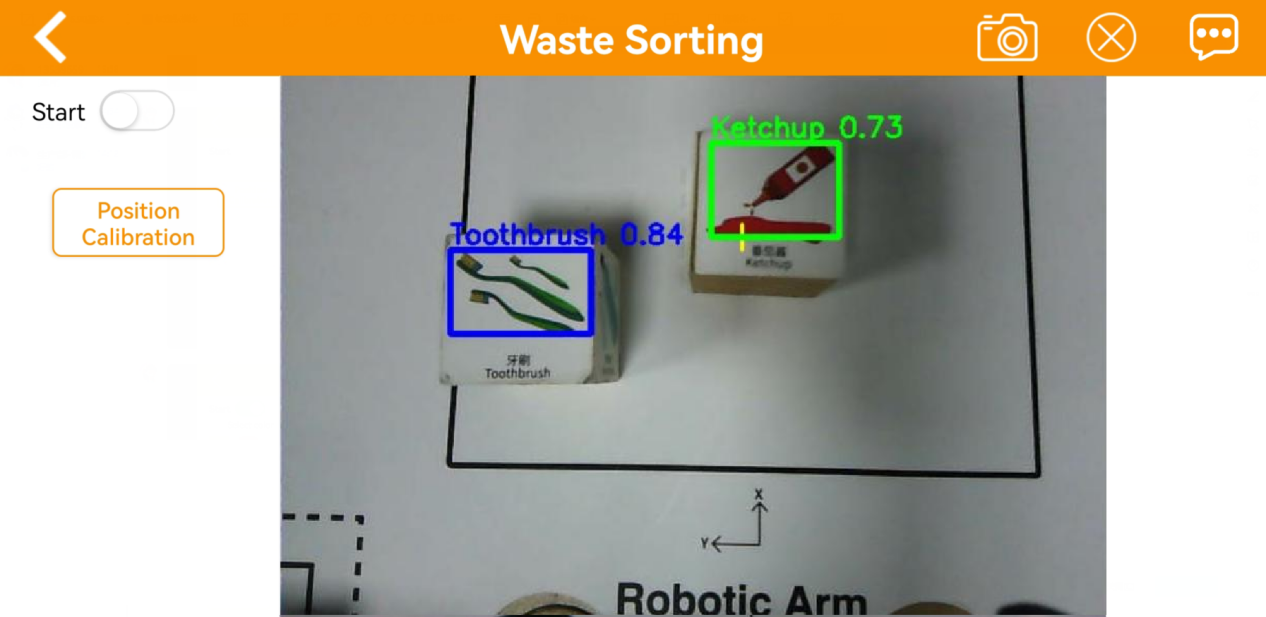 Waste Sorting
Start
Position
Calibration
Ketchup 0.73
Toothbrush 0.84
番茄酱
Ketchup
牙刷
Toothbrush
X
Y
Robotic Arm